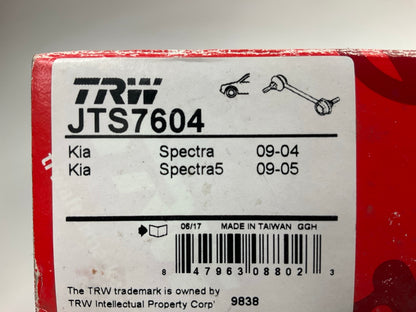 TRW
JTS7604
Kia Spectra 09-04
Kia Spectra5 09-05
06/17 MADE IN TAIWAN GGH
8 47963 08802 3
The TRW trademark is owned by
TRW Intellectual Property Corp' 9838